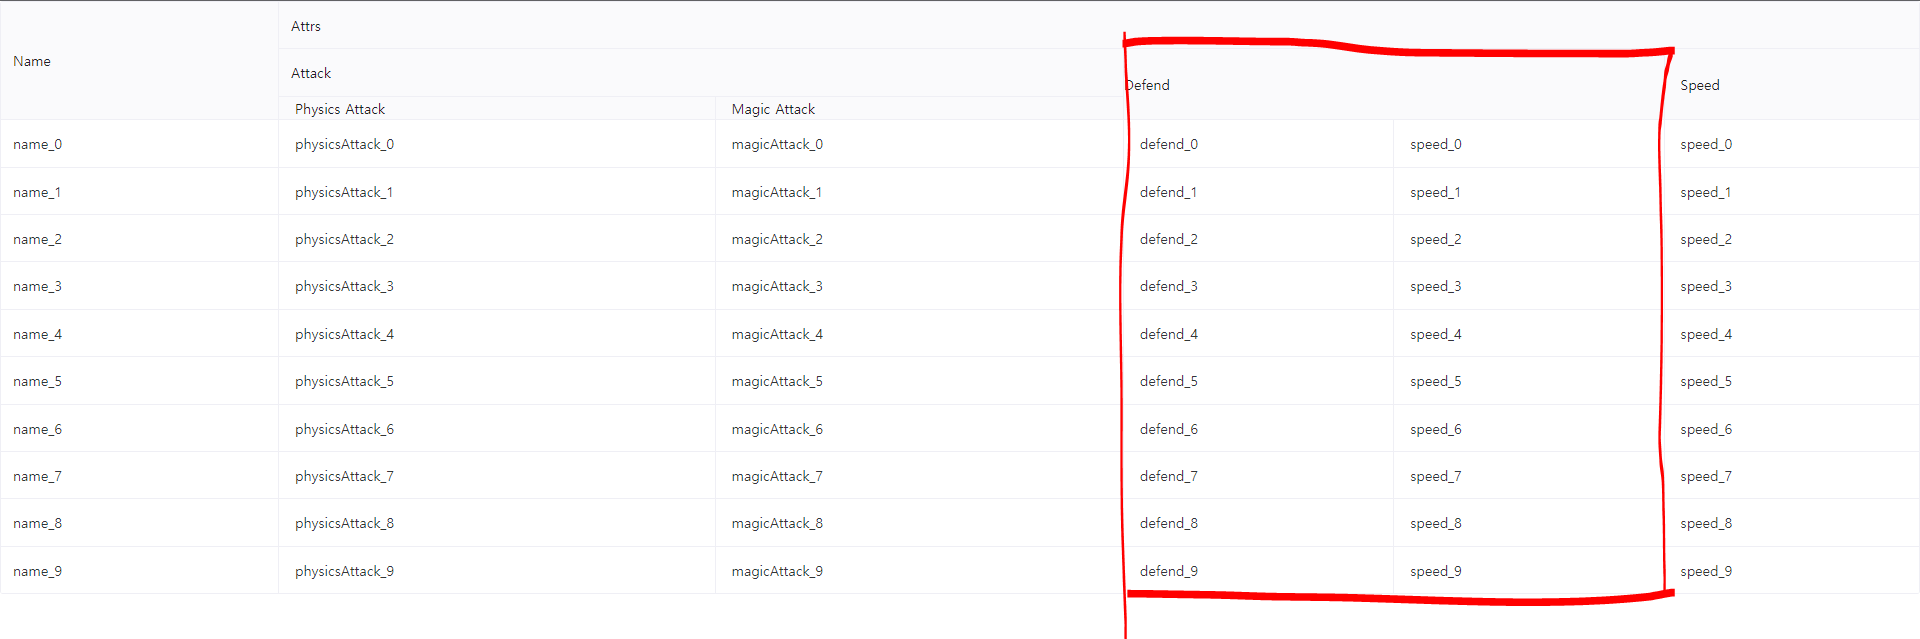 Attrs
Name
Attack
Defend
Speed
Physics Attack Magic Attack
name_0 physicsAttack_0 magicAttack_0 defend_0 speed_0 speed_0
name_1 physicsAttack_1 magicAttack_1 defend_1 speed_1 speed_1
name_2 physicsAttack_2 magicAttack_2 defend_2 speed_2 speed_2
name_3 physicsAttack_3 magicAttack_3 defend_3 speed_3 speed_3
name_4 physicsAttack_4 magicAttack_4 defend_4 speed_4 speed_4
name_5 physicsAttack_5 magicAttack_5 defend_5 speed_5 speed_5
name_6 physicsAttack_6 magicAttack_6 defend_6 speed_6 speed_6
name_7 physicsAttack_7 magicAttack_7 defend_7 speed_7 speed_7
name_8 physicsAttack_8 magicAttack_8 defend_8 speed_8 speed_8
name_9 physicsAttack_9 magicAttack_9 defend_9 speed_9 speed_9